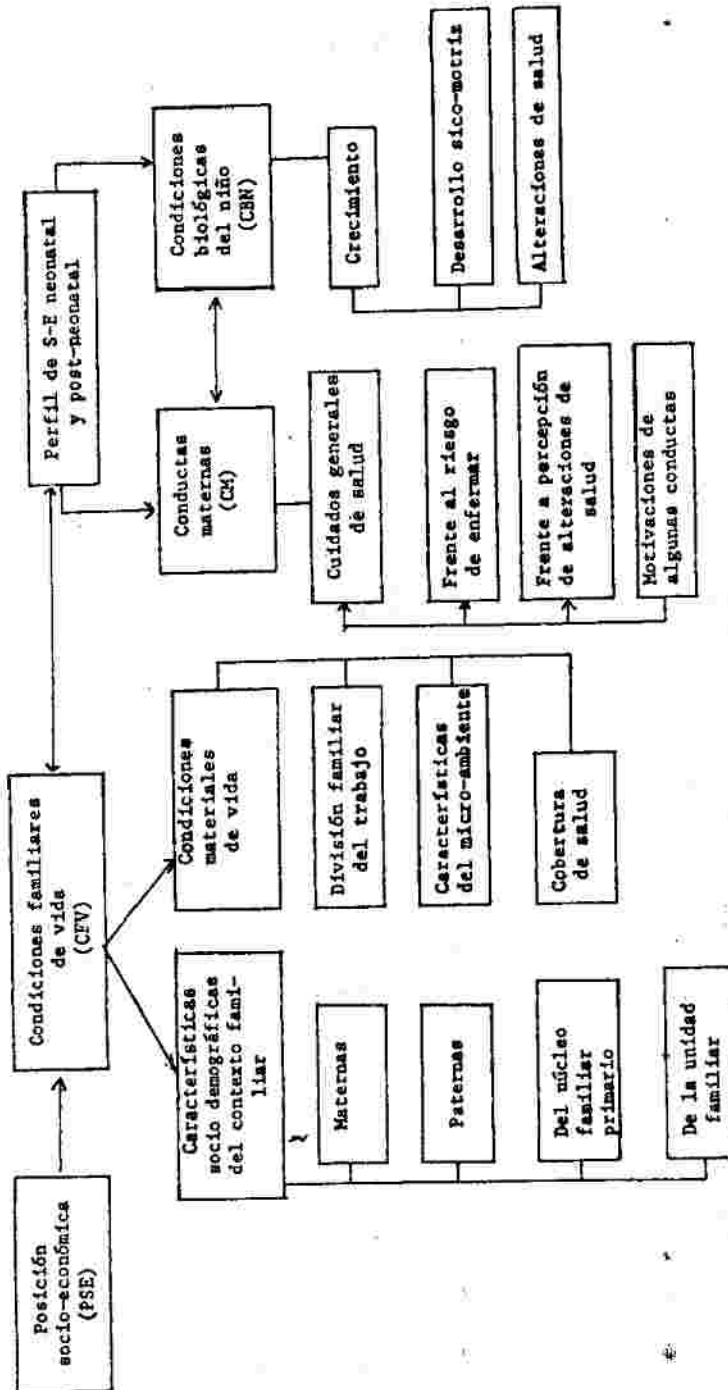 Posición
socio-económica
(PSE)
Condiciones familiares
de vida
(CFV)
Perfil de S-E neonatal
y post-neonatal
Características
socio demográficas
del contexto fami-
liar
Maternas
Paternas
Del núcleo
familiar
primario
De la unidad
familiar
Condiciones
materiales
de vida
División familiar
del trabajo
Características
del micro-ambiente
Cobertura
de salud
Conductas
maternas
(CM)
Cuidados generales
de salud
Frente al riesgo
de enfermar
Frente a percepción
de alteraciones de
salud
Motivaciones de
algunas conductas
Condiciones
biológicas
del niño
(CBN)
Crecimiento
Desarrollo sico-motriz
Alteraciones de salud